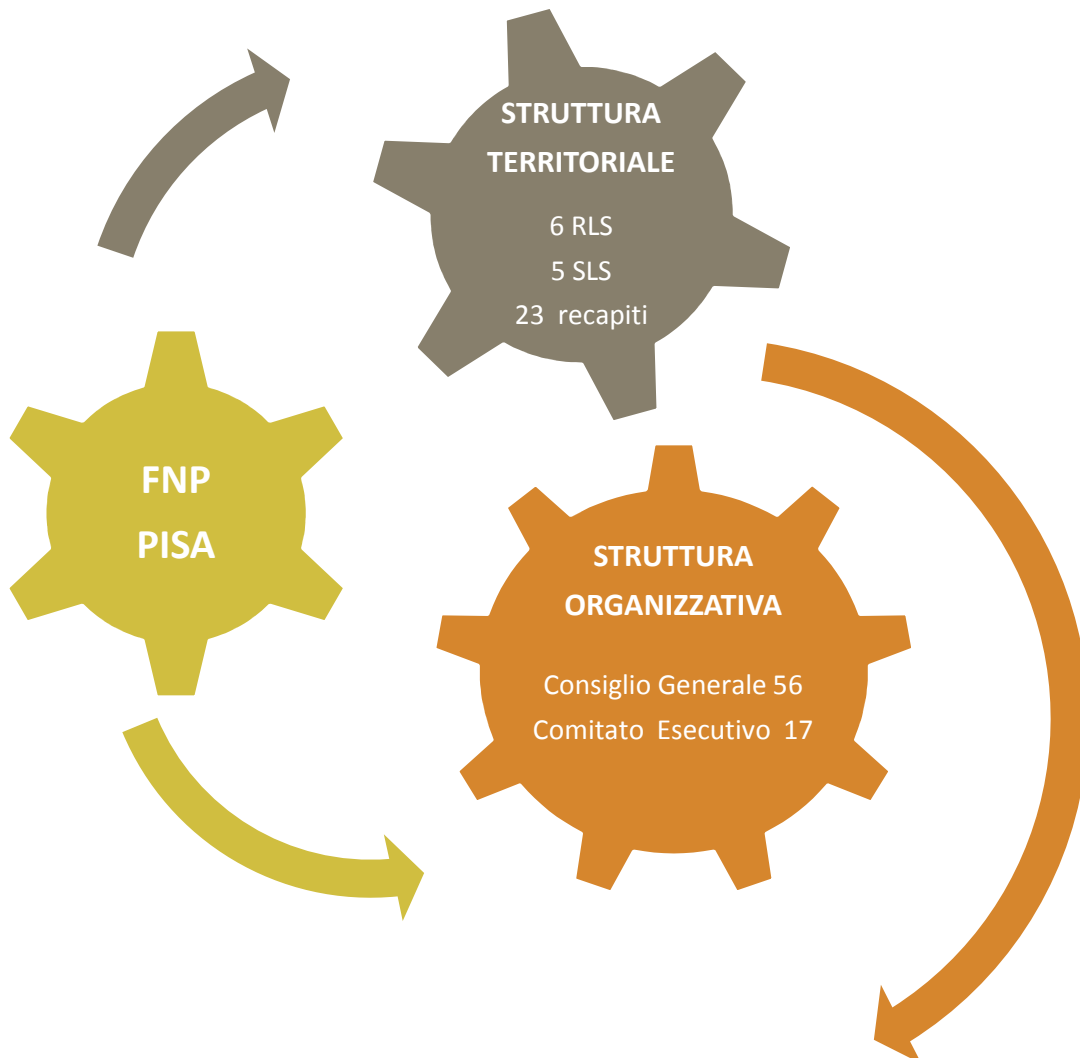 STRUTTURA
TERRITORIALE
6 RLS
5 SLS
23 recapiti
FNP
PISA
STRUTTURA
ORGANIZZATIVA
Consiglio Generale 56
Comitato Esecutivo 17